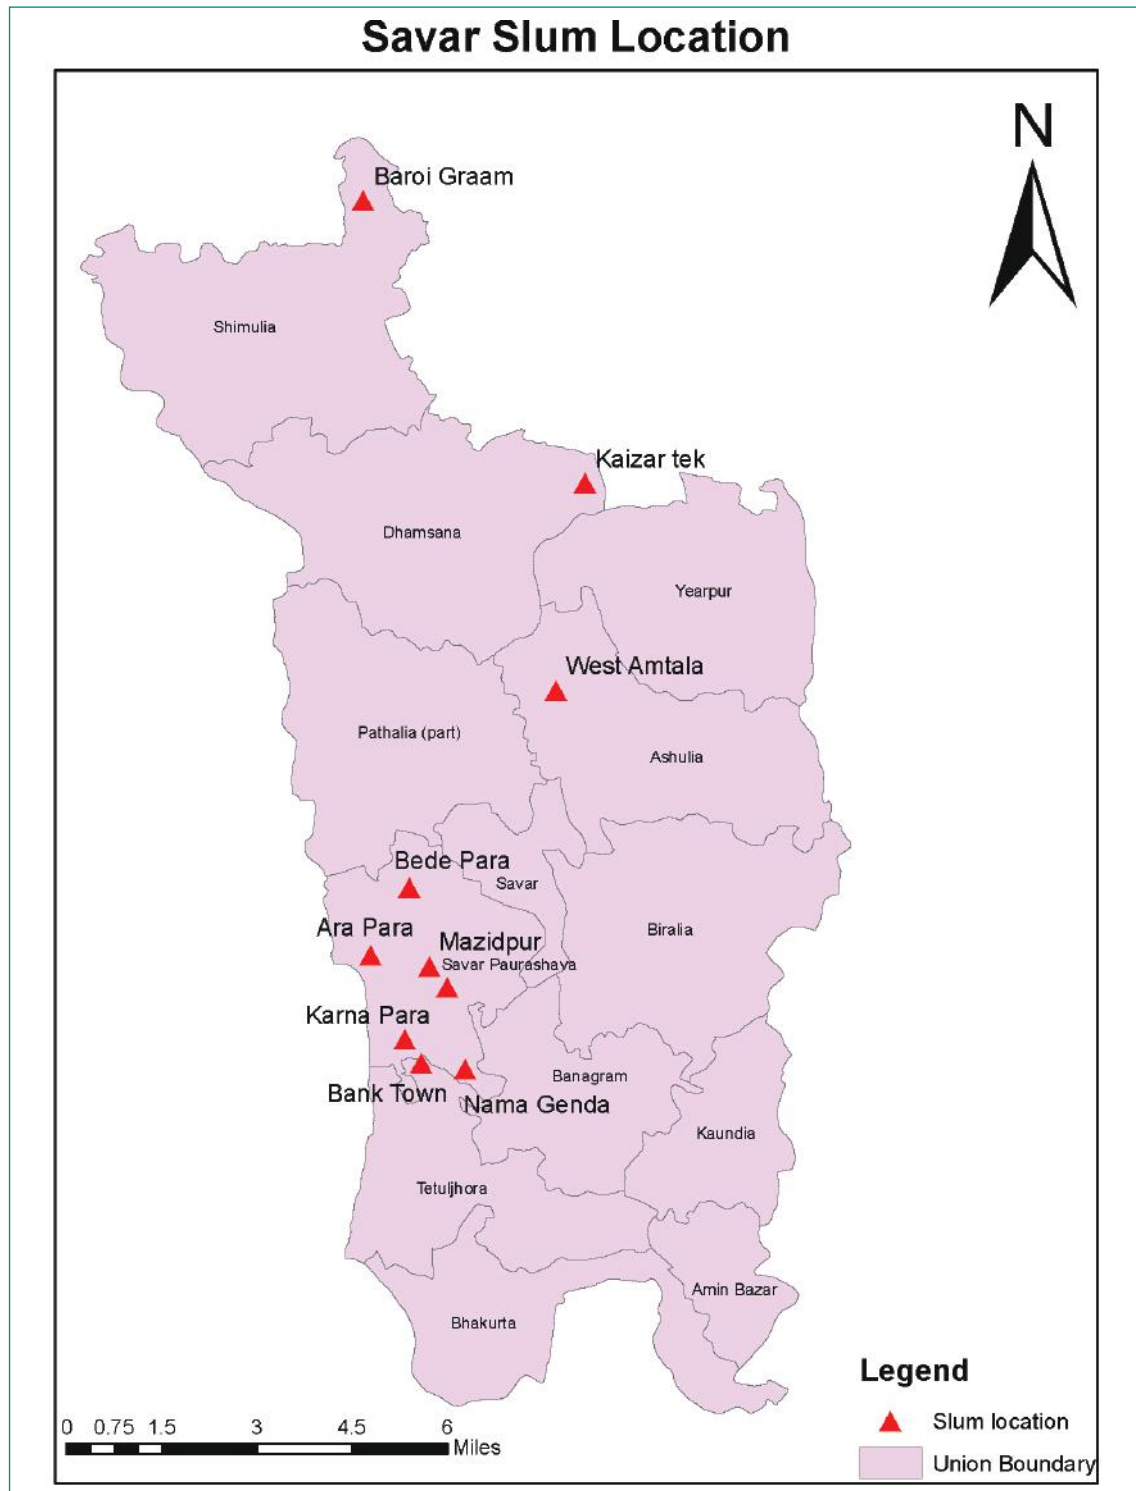 Savar Slum Location
N
Baroi Graam
Shimulia
Kaizar tek
Dhamsana
Yearpur
West Amtala
Pathalia (part)
Ashulia
Bede Para
Savar
Ara Para
Mazidpur
Biralia
Savar Paurashava
Karna Para
Banagram
Bank Town
Nama Genda
Kaundia
Tetuljhora
Amin Bazar
Bhakurta
Legend
Slum location
Union Boundary
0 0.75 1.5 3 4.5 6
Miles